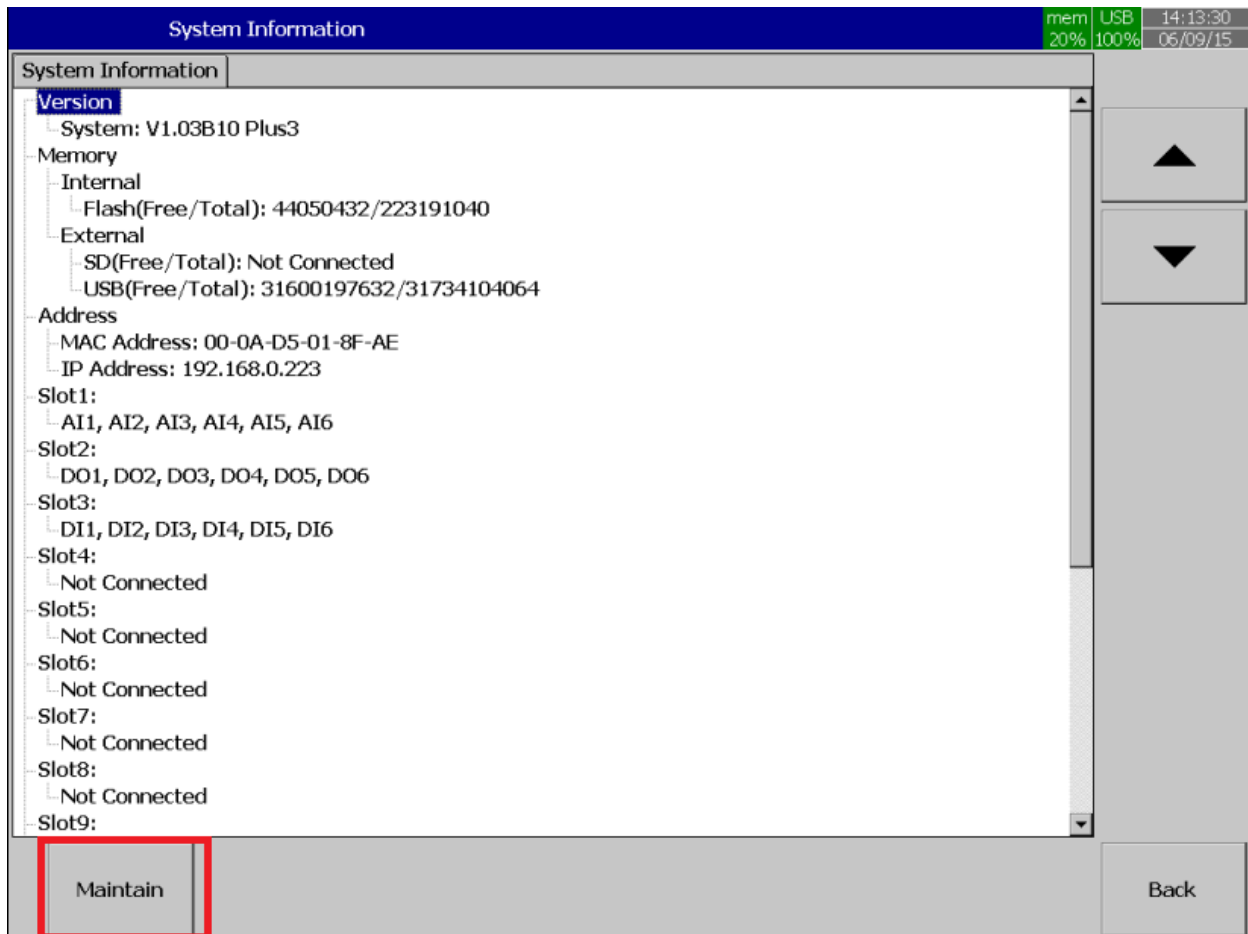 System Information
mem USB 14:13:30
20% 100% 06/09/15
System Information
Version
System: V1.03B10 Plus3
Memory
Internal
Flash(Free/Total): 44050432/223191040
External
SD(Free/Total): Not Connected
USB(Free/Total): 31600197632/31734104064
Address
MAC Address: 00-0A-D5-01-8F-AE
IP Address: 192.168.0.223
Slot1:
AI1, AI2, AI3, AI4, AI5, AI6
Slot2:
DO1, DO2, DO3, DO4, DO5, DO6
Slot3:
DI1, DI2, DI3, DI4, DI5, DI6
Slot4:
Not Connected
Slot5:
Not Connected
Slot6:
Not Connected
Slot7:
Not Connected
Slot8:
Not Connected
Slot9:
Maintain
Back